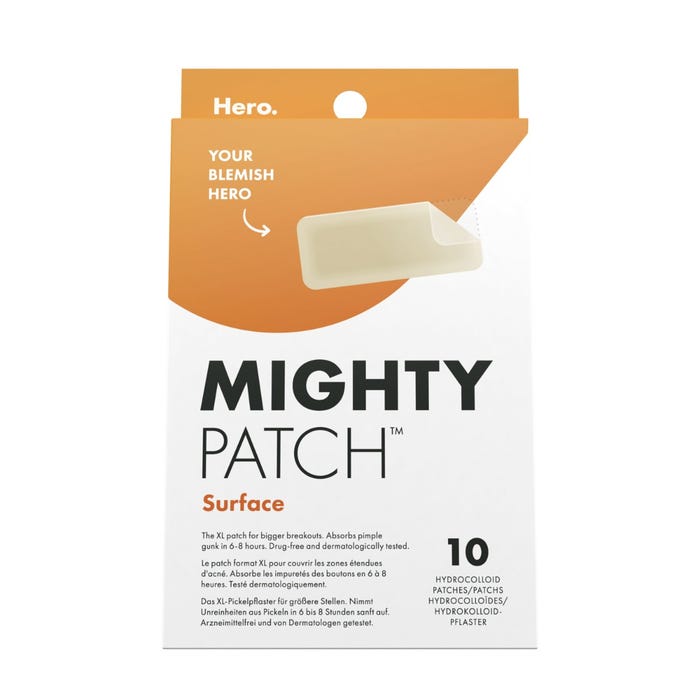 Hero.
YOUR
BLEMISH
HERO
MIGHTY
PATCH™
Surface
The XL patch for bigger breakouts. Absorbs pimple
gunk in 6-8 hours. Drug-free and dermatologically tested.
Le patch format XL pour couvrir les zones étendues
d'acné. Absorbe les impuretés des boutons en 6 à 8
heures. Testé dermatologiquement.
Das XL-Pickelpflaster für größere Stellen. Nimmt
Unreinheiten aus Pickeln in 6 bis 8 Stunden sanft auf.
Arzneimittelfrei und von Dermatologen getestet.
10
HYDROCOLLOID
PATCHES/PATCHS
HYDROCOLLOÏDES/
HYDROKOLLOID-
PFLASTER